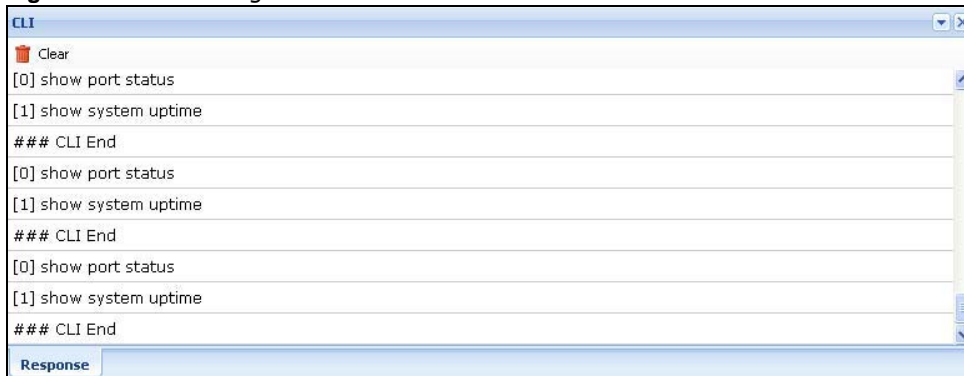 CLI
Clear
[0] show port status
[1] show system uptime
### CLI End
[0] show port status
[1] show system uptime
### CLI End
[0] show port status
[1] show system uptime
### CLI End
Response